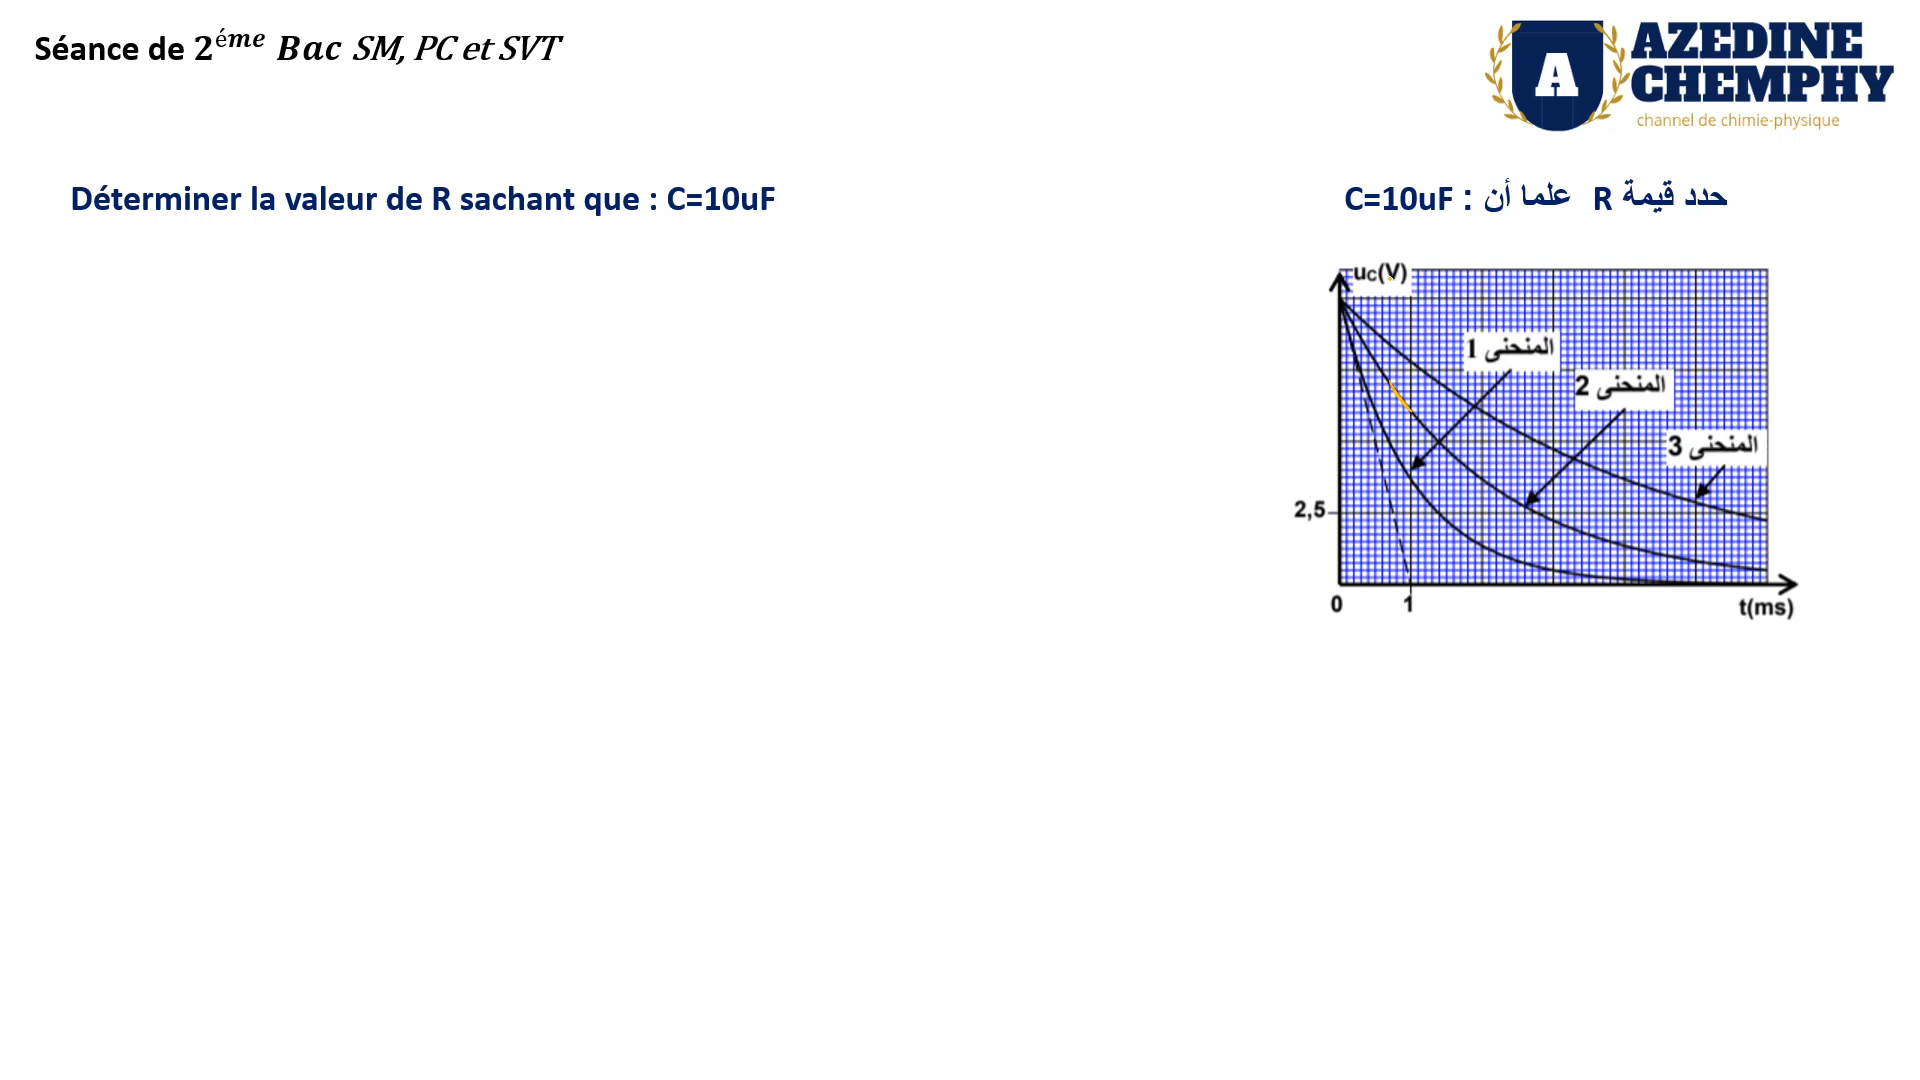 Séance de 2éme Bac SM, PC et SVT
A
AZEDINE
CHEMPHY
channel de chimie-physique
Déterminer la valeur de R sachant que : C=10uF
حدد قيمة R علما أن : C=10uF
uC(V)
المنحنى 1
المنحنى 2
المنحنى 3
2,5
0
1
t(ms)